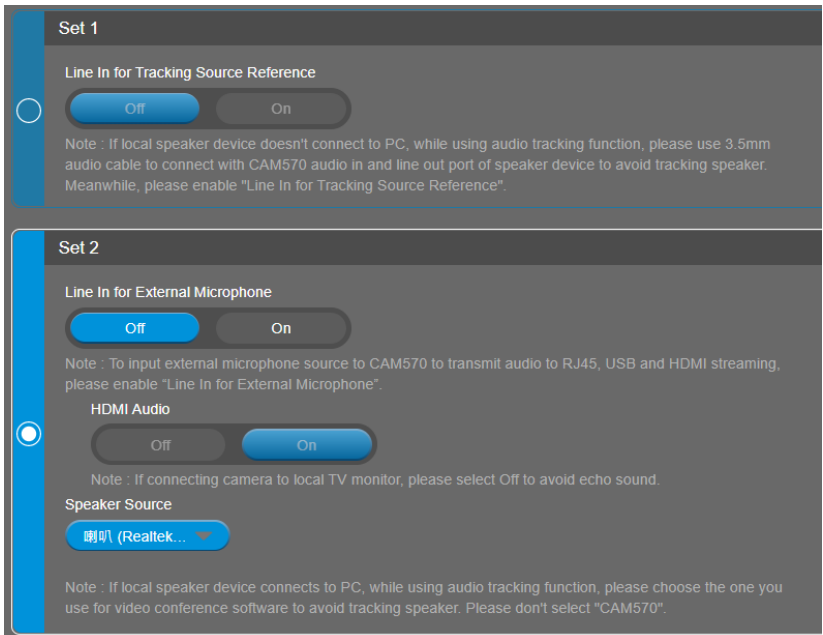 Set 1
Line In for Tracking Source Reference
Off On
Note : If local speaker device doesn't connect to PC, while using audio tracking function, please use 3.5mm
audio cable to connect with CAM570 audio in and line out port of speaker device to avoid tracking speaker.
Meanwhile, please enable "Line In for Tracking Source Reference".
Set 2
Line In for External Microphone
Off On
Note : To input external microphone source to CAM570 to transmit audio to RJ45, USB and HDMI streaming,
please enable “Line In for External Microphone”.
HDMI Audio
Off On
Note : If connecting camera to local TV monitor, please select Off to avoid echo sound.
Speaker Source
喇叭 (Realtek...
Note : If local speaker device connects to PC, while using audio tracking function, please choose the one you
use for video conference software to avoid tracking speaker. Please don't select "CAM570".